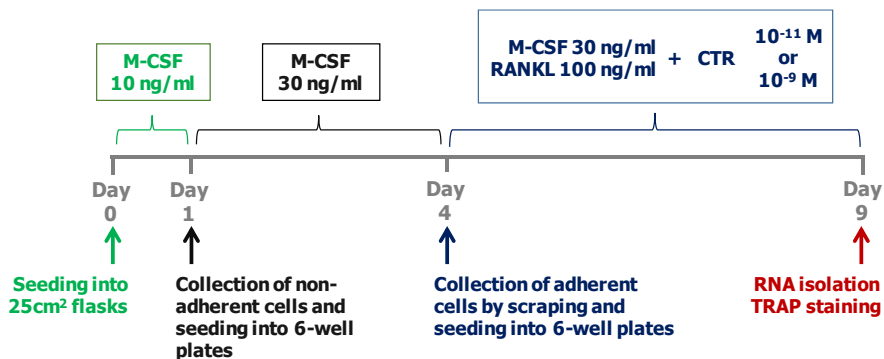 M-CSF
10 ng/ml
M-CSF
30 ng/ml
M-CSF 30 ng/ml
RANKL 100 ng/ml
+ CTR
10⁻¹¹ M
or
10⁻⁹ M
Day
0
Day
1
Day
4
Day
9
Seeding into
25cm² flasks
Collection of non-
adherent cells and
seeding into 6-well
plates
Collection of adherent
cells by scraping and
seeding into 6-well plates
RNA isolation
TRAP staining